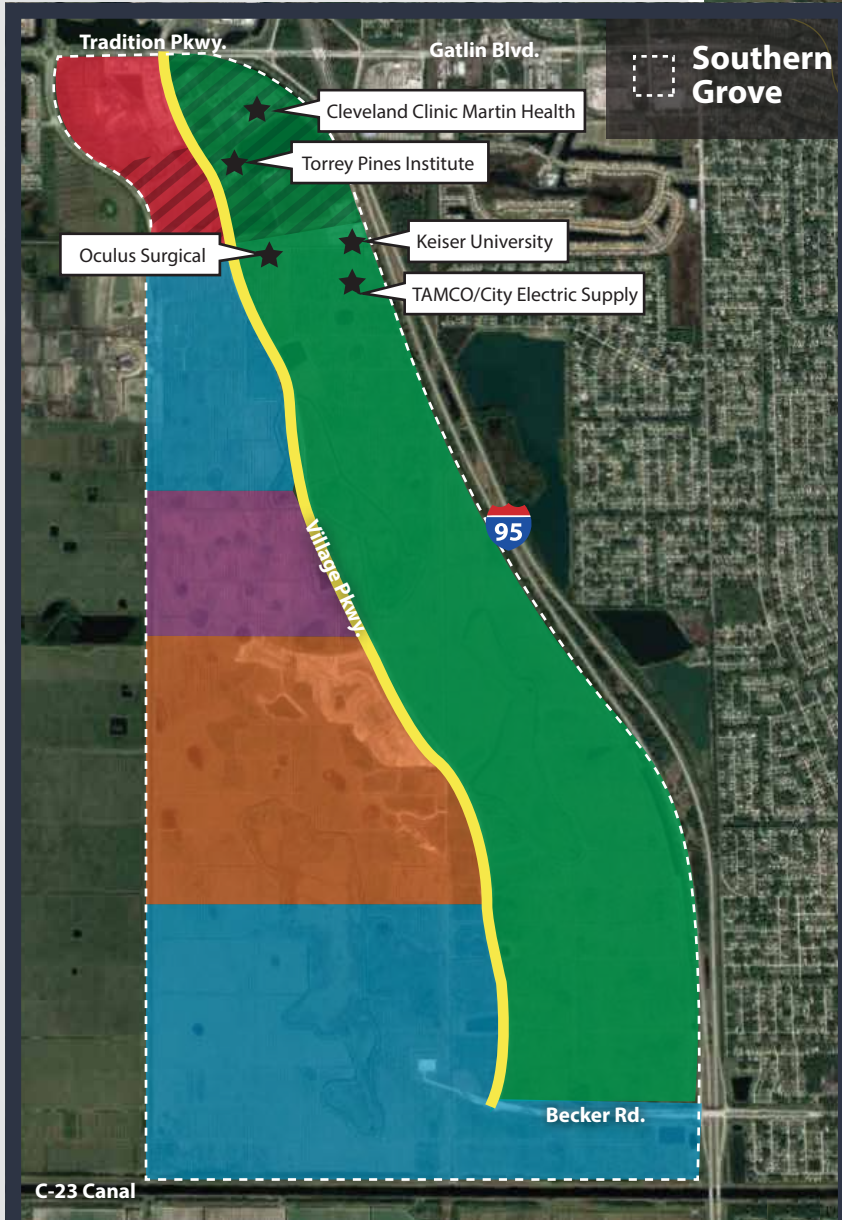 Tradition Pkwy.
Gatlin Blvd.
Southern
Grove
Cleveland Clinic Martin Health
Torrey Pines Institute
Keiser University
Oculus Surgical
TAMCO/City Electric Supply
95
Village Pkwy.
Becker Rd.
C-23 Canal